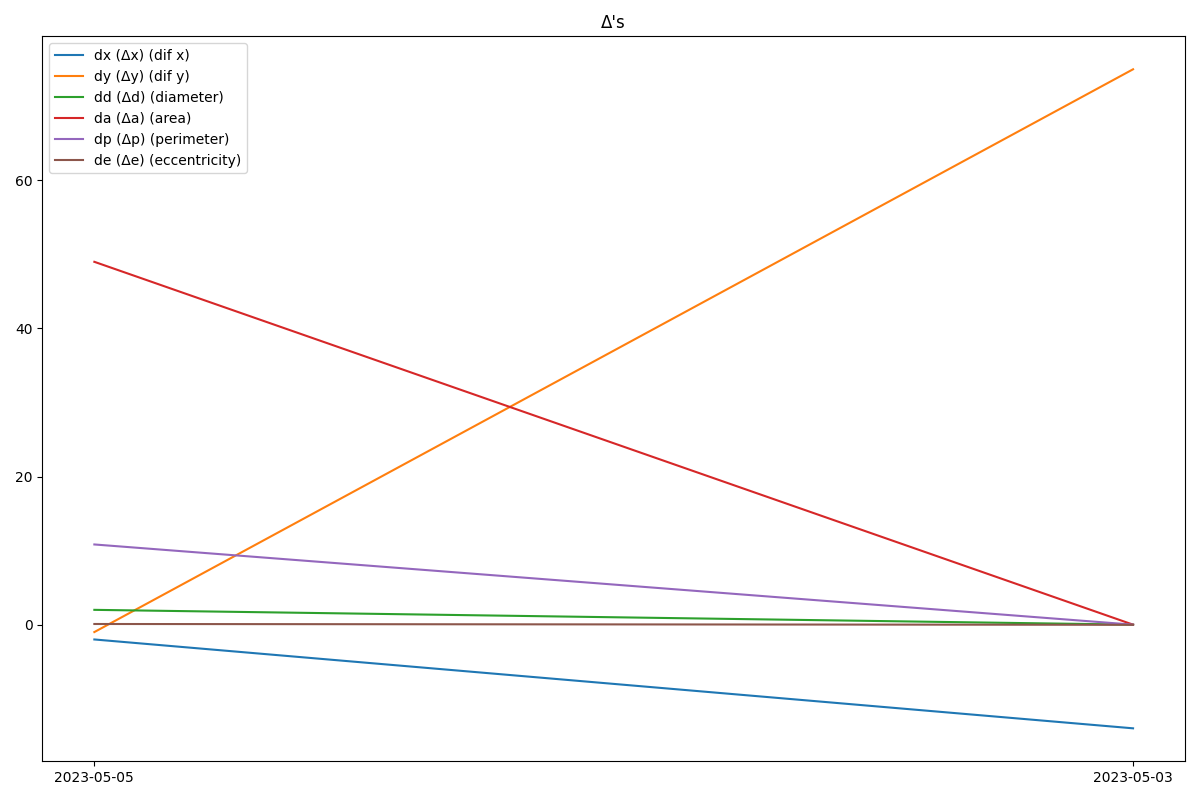 Δ's
dx (Δx) (dif x)
dy (Δy) (dif y)
dd (Δd) (diameter)
da (Δa) (area)
dp (Δp) (perimeter)
de (Δe) (eccentricity)
60
40
20
0
2023-05-05 2023-05-03